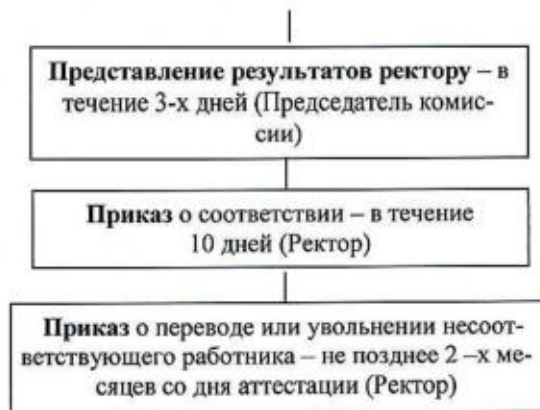 Представление результатов ректору – в
течение 3-х дней (Председатель комис-
сии)
Приказ о соответствии – в течение
10 дней (Ректор)
Приказ о переводе или увольнении несоот-
ветствующего работника – не позднее 2 –х ме-
сяцев со дня аттестации (Ректор)